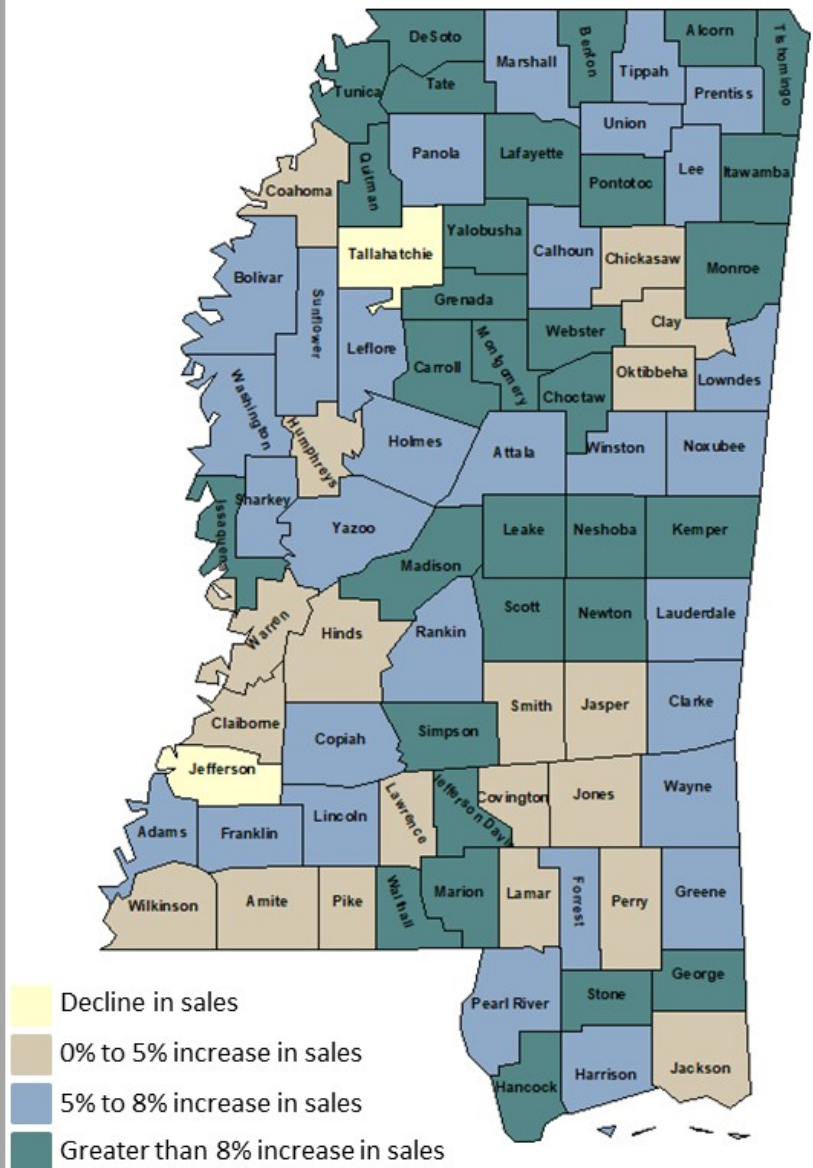 DeSoto
Marshall
Benton
Tippah
Alcorn
Tishomingo
Tunica
Tate
Prentiss
Union
Panola
Lafayette
Quitman
Pontotoc
Lee
Itawamba
Coahoma
Tallahatchie
Yalobusha
Calhoun
Chickasaw
Monroe
Bolivar
Sunflower
Grenada
Leflore
Carroll
Montgomery
Webster
Clay
Choctaw
Oktibbeha
Lowndes
Washington
Humphreys
Holmes
Attala
Winston
Noxubee
Sharkey
Issaquena
Yazoo
Madison
Leake
Neshoba
Kemper
Warren
Hinds
Rankin
Scott
Newton
Lauderdale
Claiborne
Copiah
Simpson
Smith
Jasper
Clarke
Jefferson
Adams
Franklin
Lincoln
Lawrence
Jefferson Davis
Covington
Jones
Wayne
Wilkinson
Amite
Pike
Walthall
Marion
Lamar
Forrest
Perry
Greene
Pearl River
Stone
George
Hancock
Harrison
Jackson
Decline in sales
0% to 5% increase in sales
5% to 8% increase in sales
Greater than 8% increase in sales